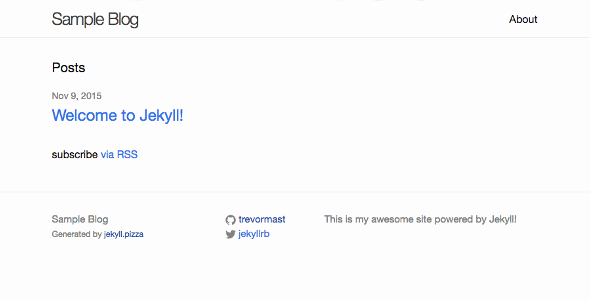 Sample Blog
About
Posts
Nov 9, 2015
Welcome to Jekyll!
subscribe via RSS
Sample Blog
Generated by jekyll.pizza
trevormast
jekyllrb
This is my awesome site powered by Jekyll!